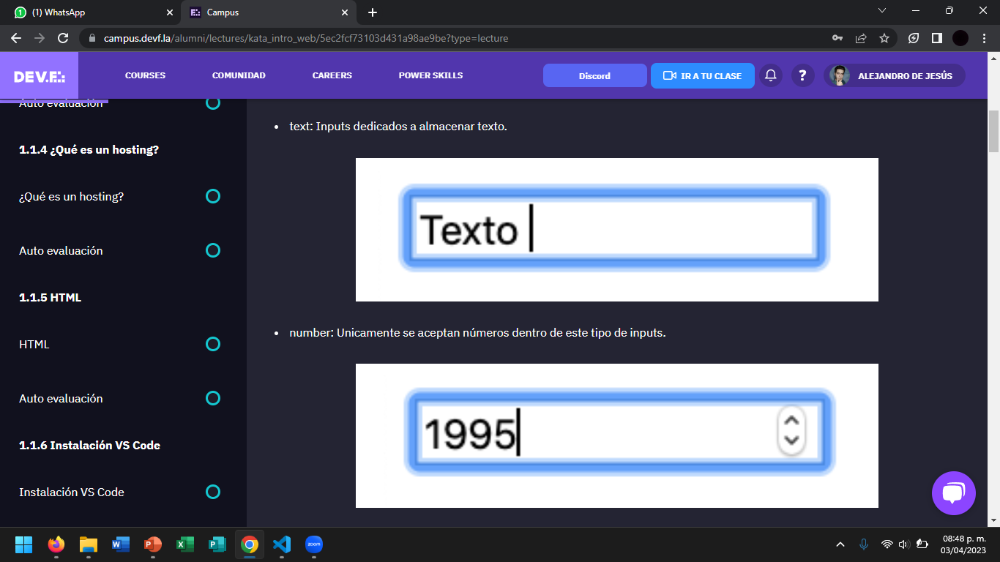 (1) WhatsApp
Campus
campus.devf.la/alumni/lectures/kata_intro_web/5ec2fcf73103d431a98ae9be?type=lecture
DEV.F.:
COURSES
COMUNIDAD
CAREERS
POWER SKILLS
Discord
IR A TU CLASE
?
ALEJANDRO DE JESÚS
Auto evaluación
1.1.4 ¿Qué es un hosting?
¿Qué es un hosting?
Auto evaluación
1.1.5 HTML
HTML
Auto evaluación
1.1.6 Instalación VS Code
Instalación VS Code
text: Inputs dedicados a almacenar texto.
Texto
number: Unicamente se aceptan números dentro de este tipo de inputs.
1995
zoom
08:48 p. m.
03/04/2023